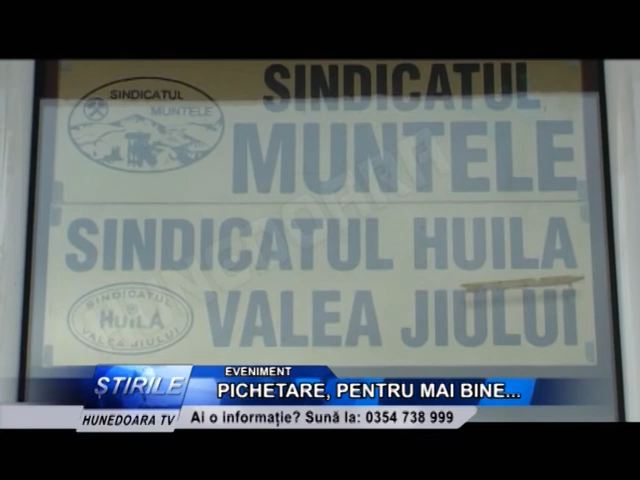 SINDICATUL
MUNTELE
SINDICATUL
MUNTELE
SINDICATUL HUILA
SINDICATUL
HUILA
VALEA JIULUI
VALEA JIULUI
EVENIMENT
ȘTIRILE
PICHETARE, PENTRU MAI BINE...
HUNEDOARA TV
Ai o informație? Sună la: 0354 738 999